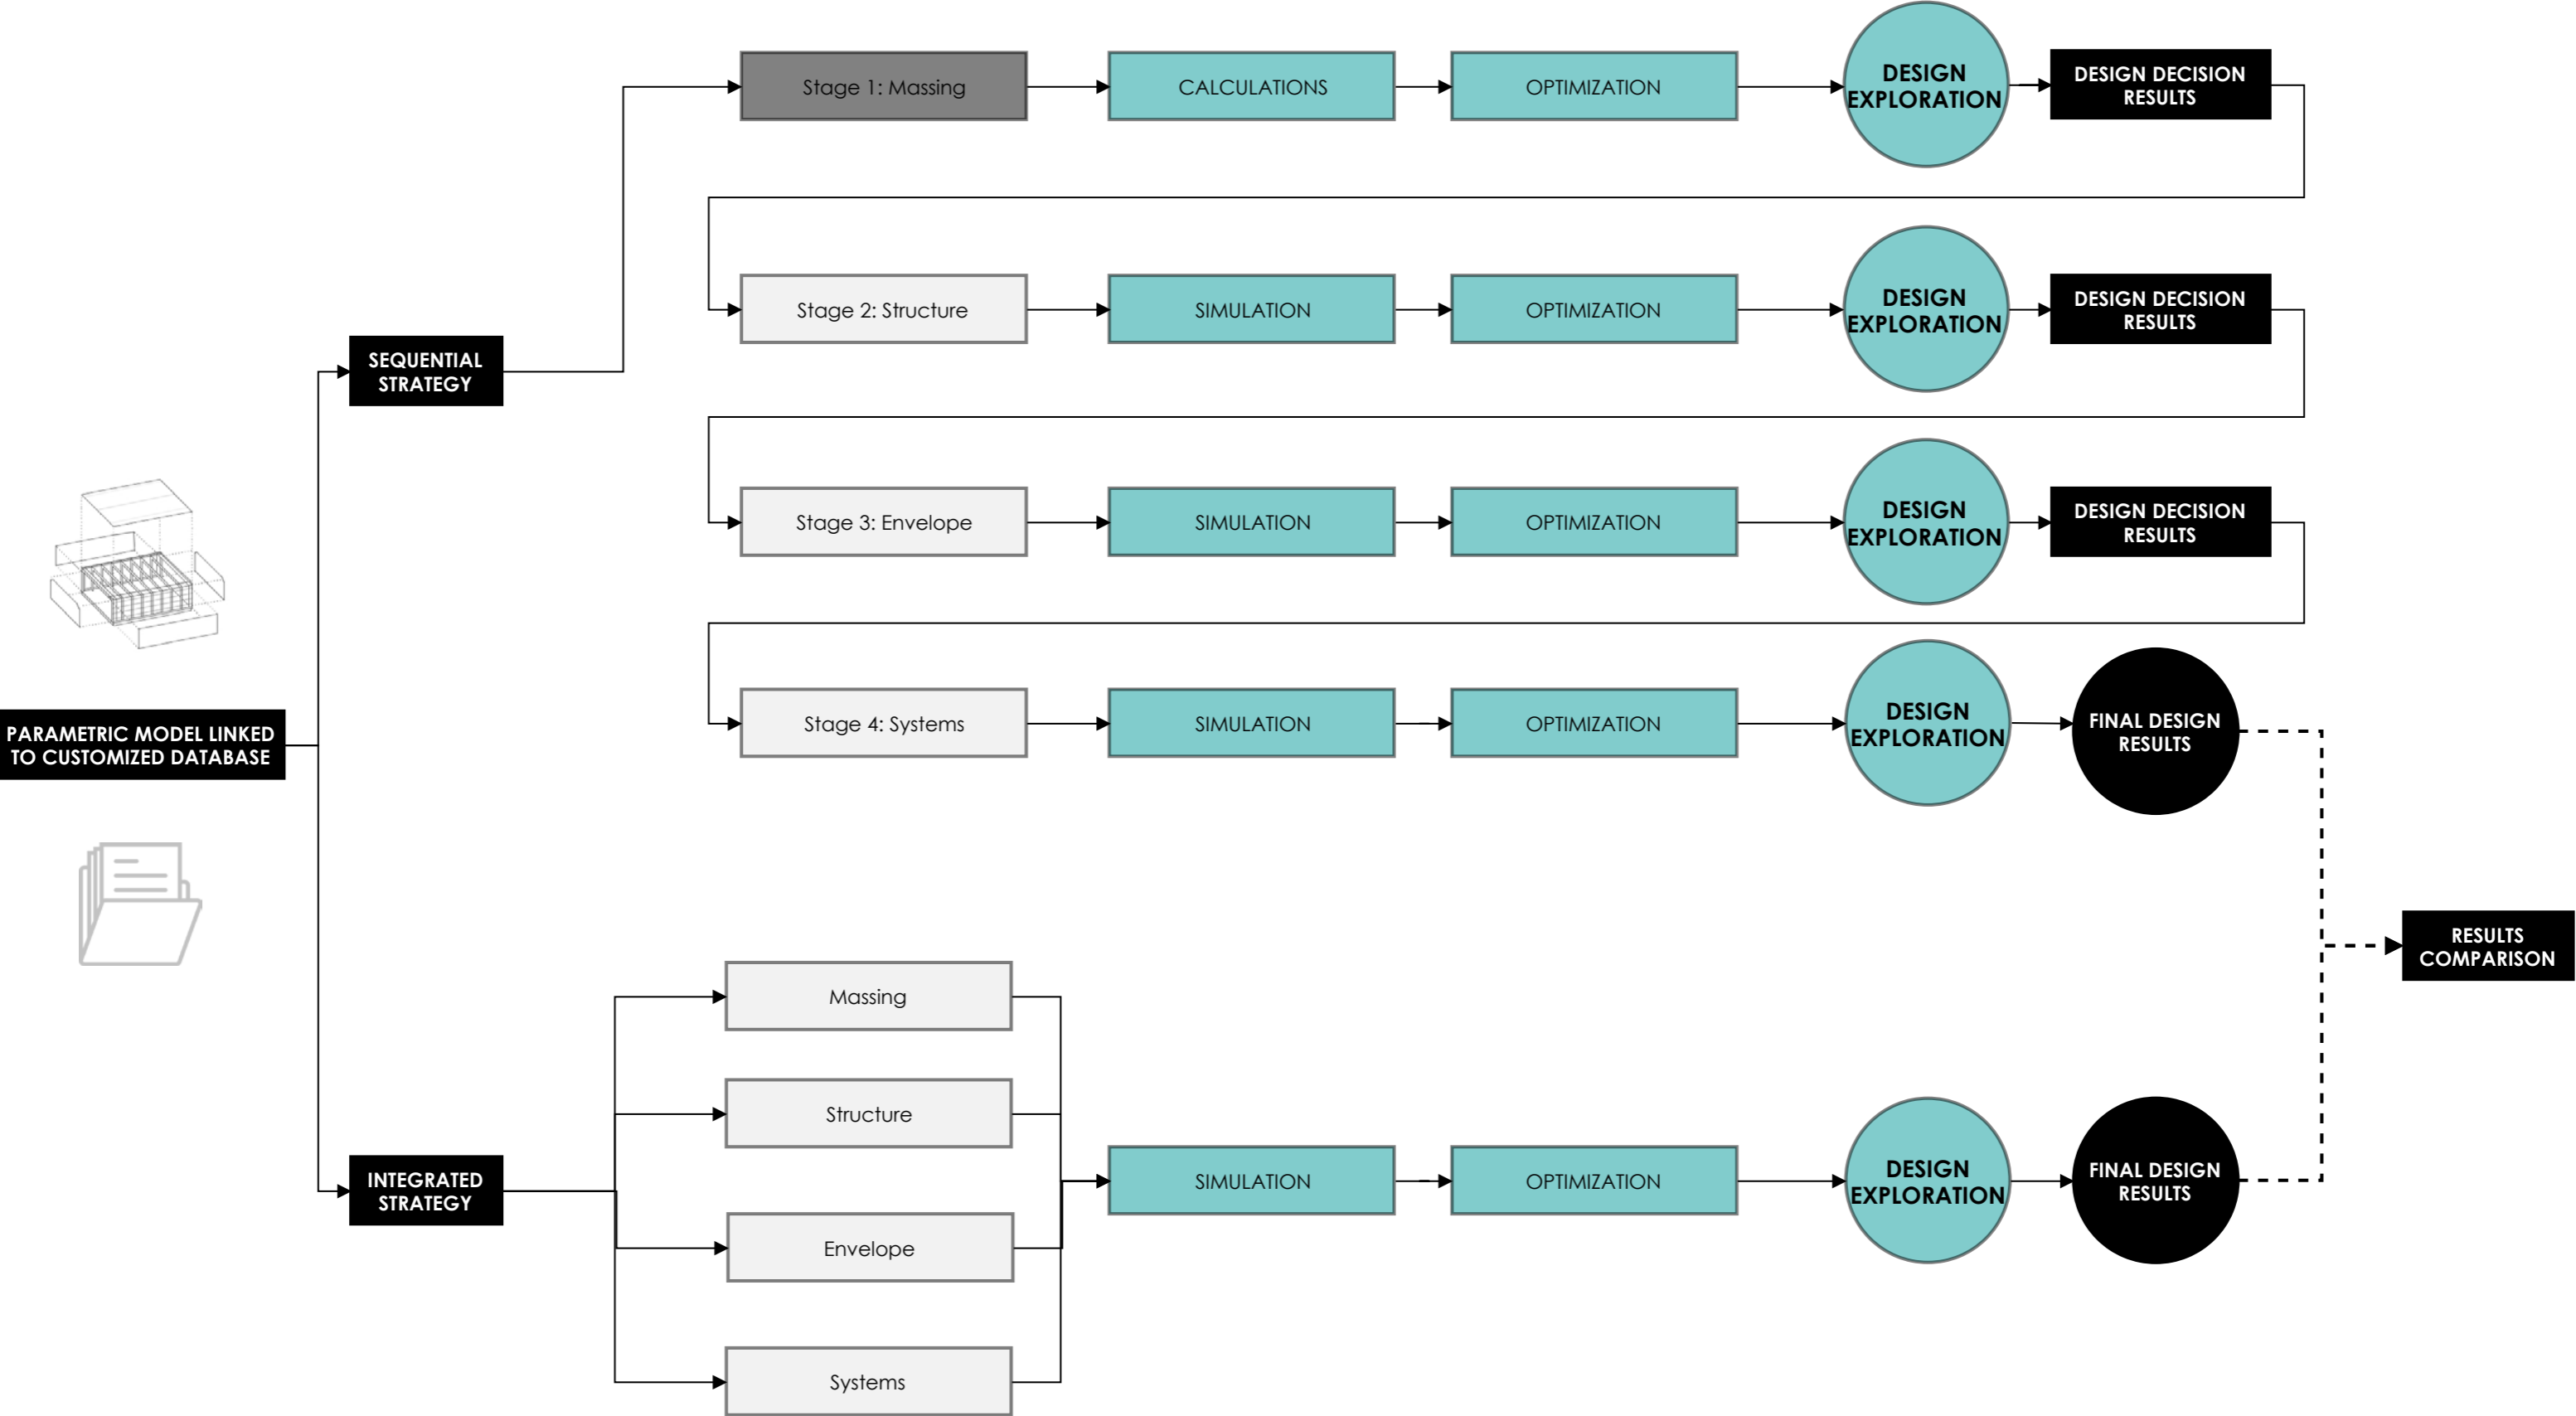 Stage 1: Massing
CALCULATIONS
OPTIMIZATION
DESIGN
EXPLORATION
DESIGN DECISION
RESULTS
Stage 2: Structure
SIMULATION
OPTIMIZATION
DESIGN
EXPLORATION
DESIGN DECISION
RESULTS
SEQUENTIAL
STRATEGY
Stage 3: Envelope
SIMULATION
OPTIMIZATION
DESIGN
EXPLORATION
DESIGN DECISION
RESULTS
Stage 4: Systems
SIMULATION
OPTIMIZATION
DESIGN
EXPLORATION
FINAL DESIGN
RESULTS
PARAMETRIC MODEL LINKED
TO CUSTOMIZED DATABASE
RESULTS
COMPARISON
Massing
Structure
INTEGRATED
STRATEGY
Envelope
Systems
SIMULATION
OPTIMIZATION
DESIGN
EXPLORATION
FINAL DESIGN
RESULTS